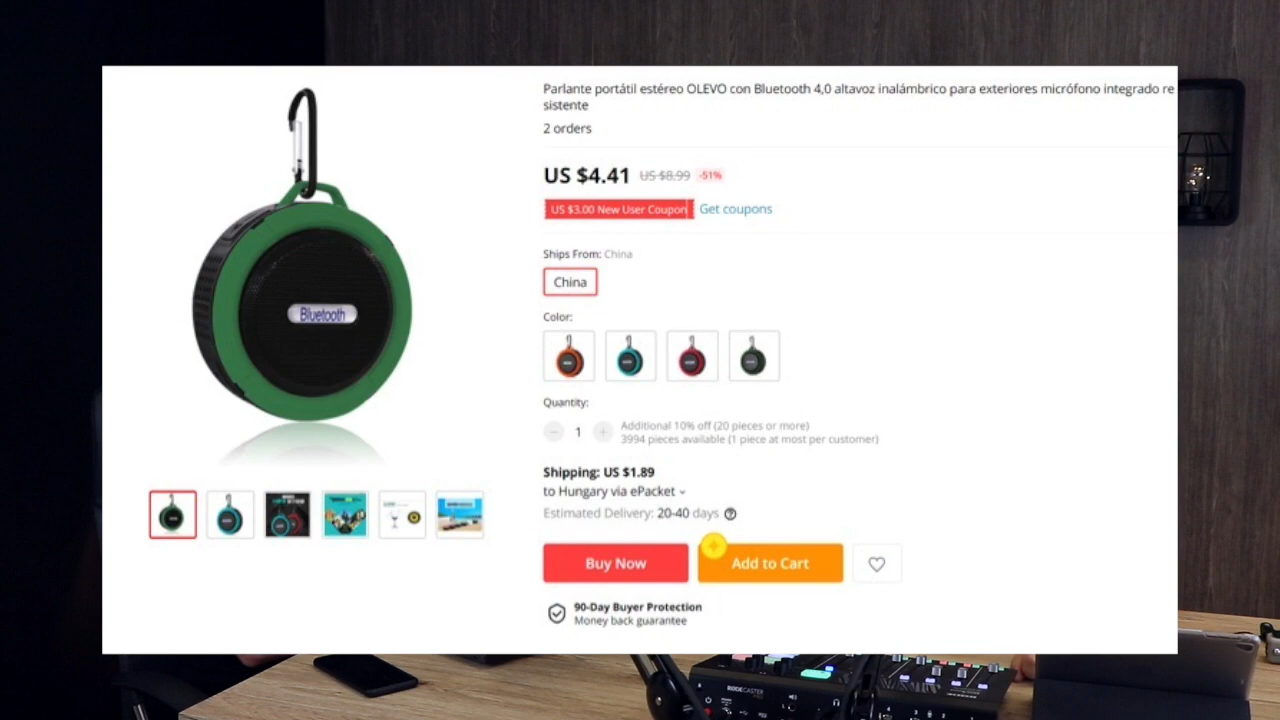 Parlante portátil estéreo OLEVO con Bluetooth 4,0 altavoz inalámbrico para exteriores micrófono integrado re
sistente
2 orders
US $4.41 US $8.99 -51%
US $3.00 New User Coupon Get coupons
Ships From: China
China
Color:
Bluetooth
Quantity:
1
Additional 10% off (20 pieces or more)
3994 pieces available (1 piece at most per customer)
Shipping: US $1.89
to Hungary via ePacket
Estimated Delivery: 20-40 days
Buy Now
Add to Cart
90-Day Buyer Protection
Money back guarantee
RØDECASTER